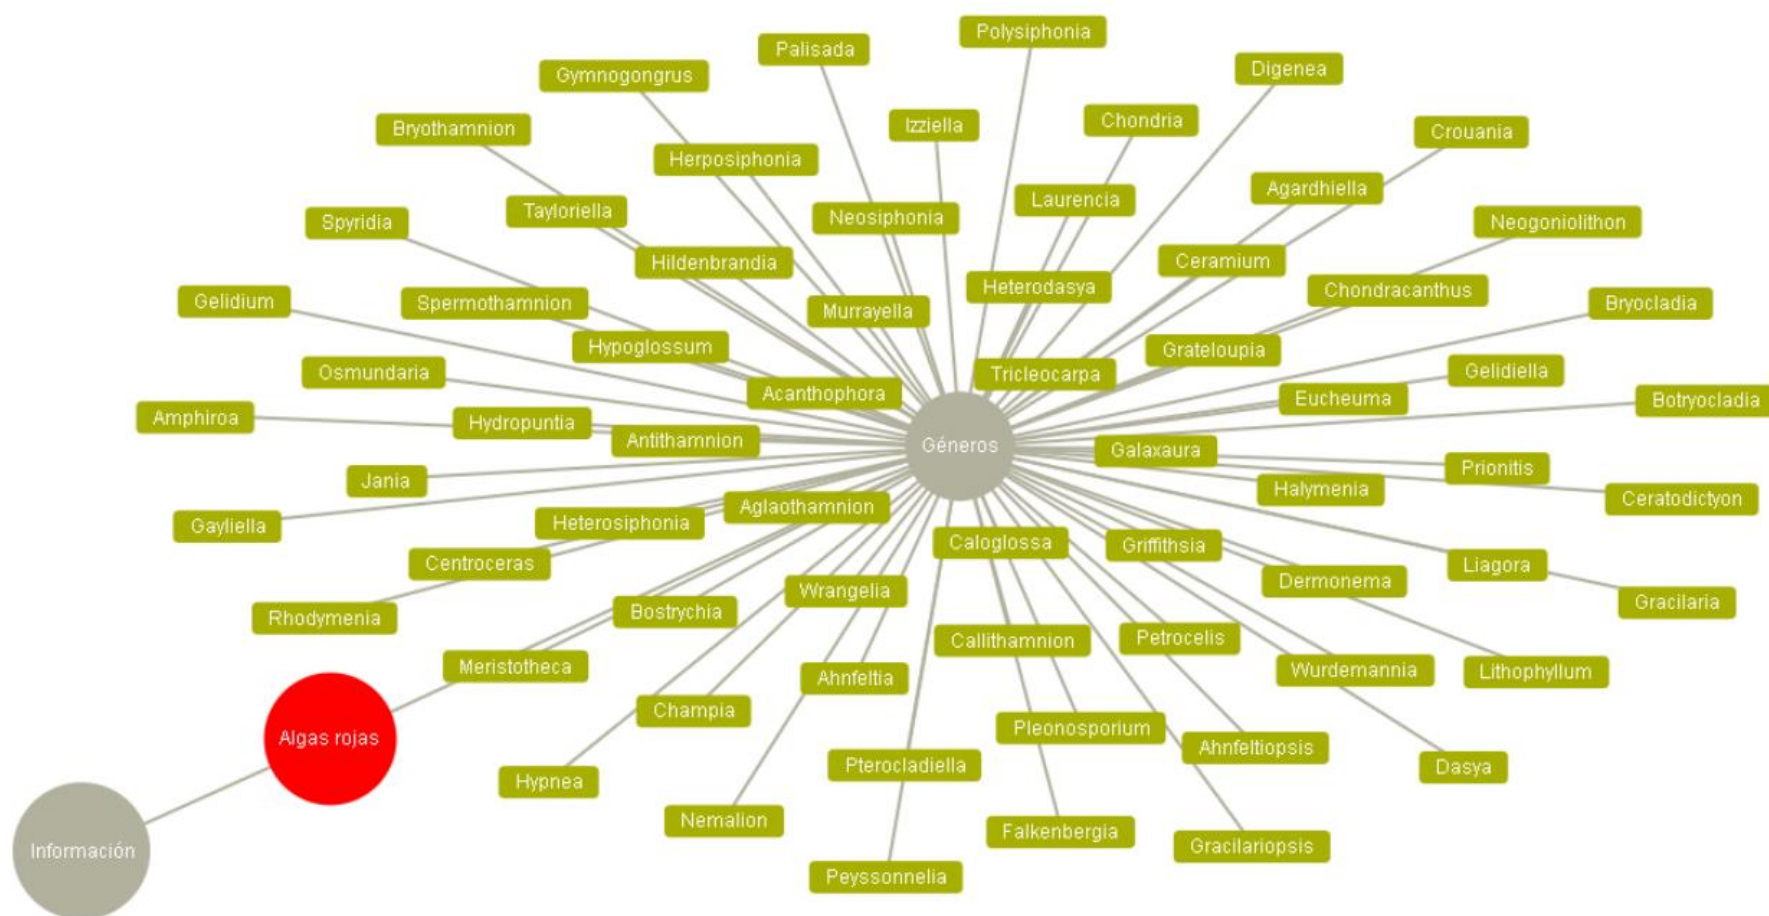 Polysiphonia
Palisada
Digenea
Gymnogongrus
Chondria
Izziella
Bryothamnion
Crouania
Herposiphonia
Agardhiella
Laurencia
Tayloriella
Neosiphonia
Spyridia
Neogoniolithon
Ceramium
Hildenbrandia
Heterodasya
Chondracanthus
Gelidium
Spermothamnion
Bryocladia
Murrayella
Hypoglossum
Grateloupia
Gelidiella
Osmundaria
Tricleocarpa
Acanthophora
Eucheuma
Botryocladia
Amphiroa
Hydropuntia
Antithamnion
Géneros
Galaxaura
Prionitis
Jania
Halymenia
Ceratodictyon
Aglaothamnion
Heterosiphonia
Gayliella
Caloglossa
Griffithsia
Centroceras
Liagora
Dermonema
Wrangelia
Gracilaria
Bostrychia
Rhodymenia
Petrocelis
Callithamnion
Meristotheca
Wurdemannia
Lithophyllum
Ahnfeltia
Champia
Pleonosporium
Algas rojas
Ahnfeltiopsis
Pterocladiella
Dasya
Hypnea
Nemalion
Falkenbergia
Gracilariopsis
Información
Peyssonnelia